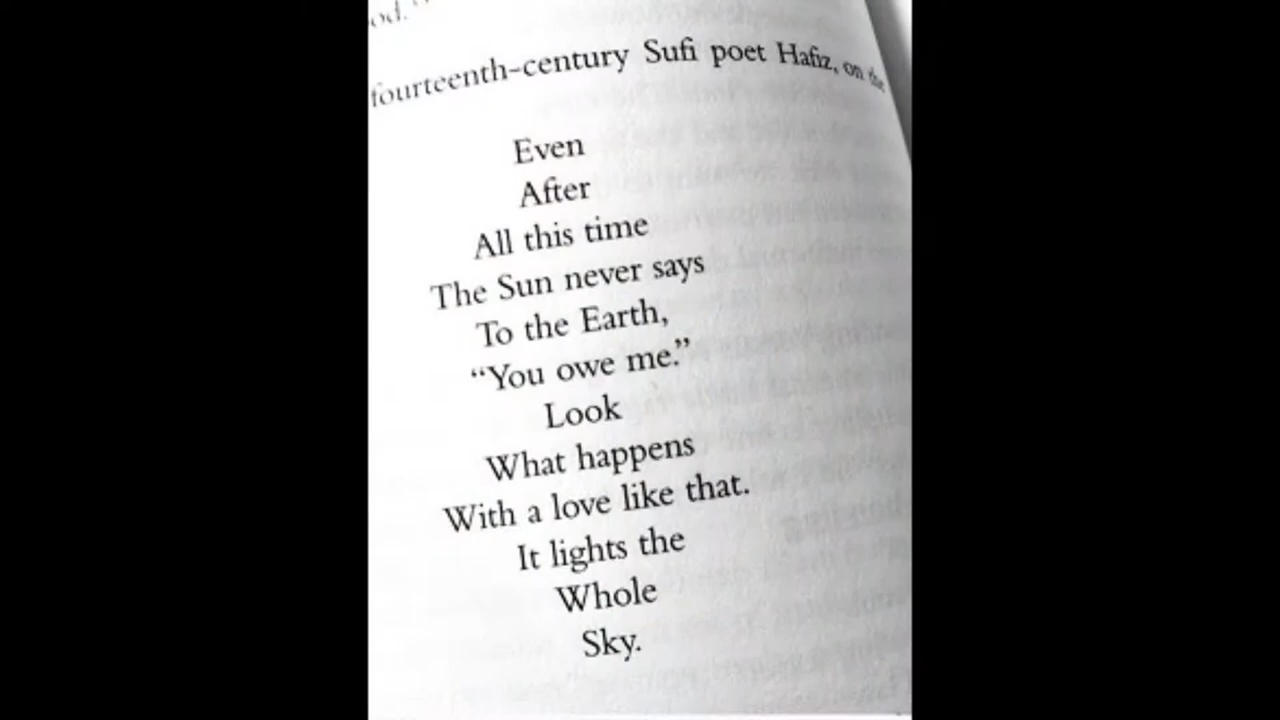 od."
fourteenth-century Sufi poet Hafiz, on the
Even
After
All this time
The Sun never says
To the Earth,
“You owe me.”
Look
What happens
With a love like that.
It lights the
Whole
Sky.